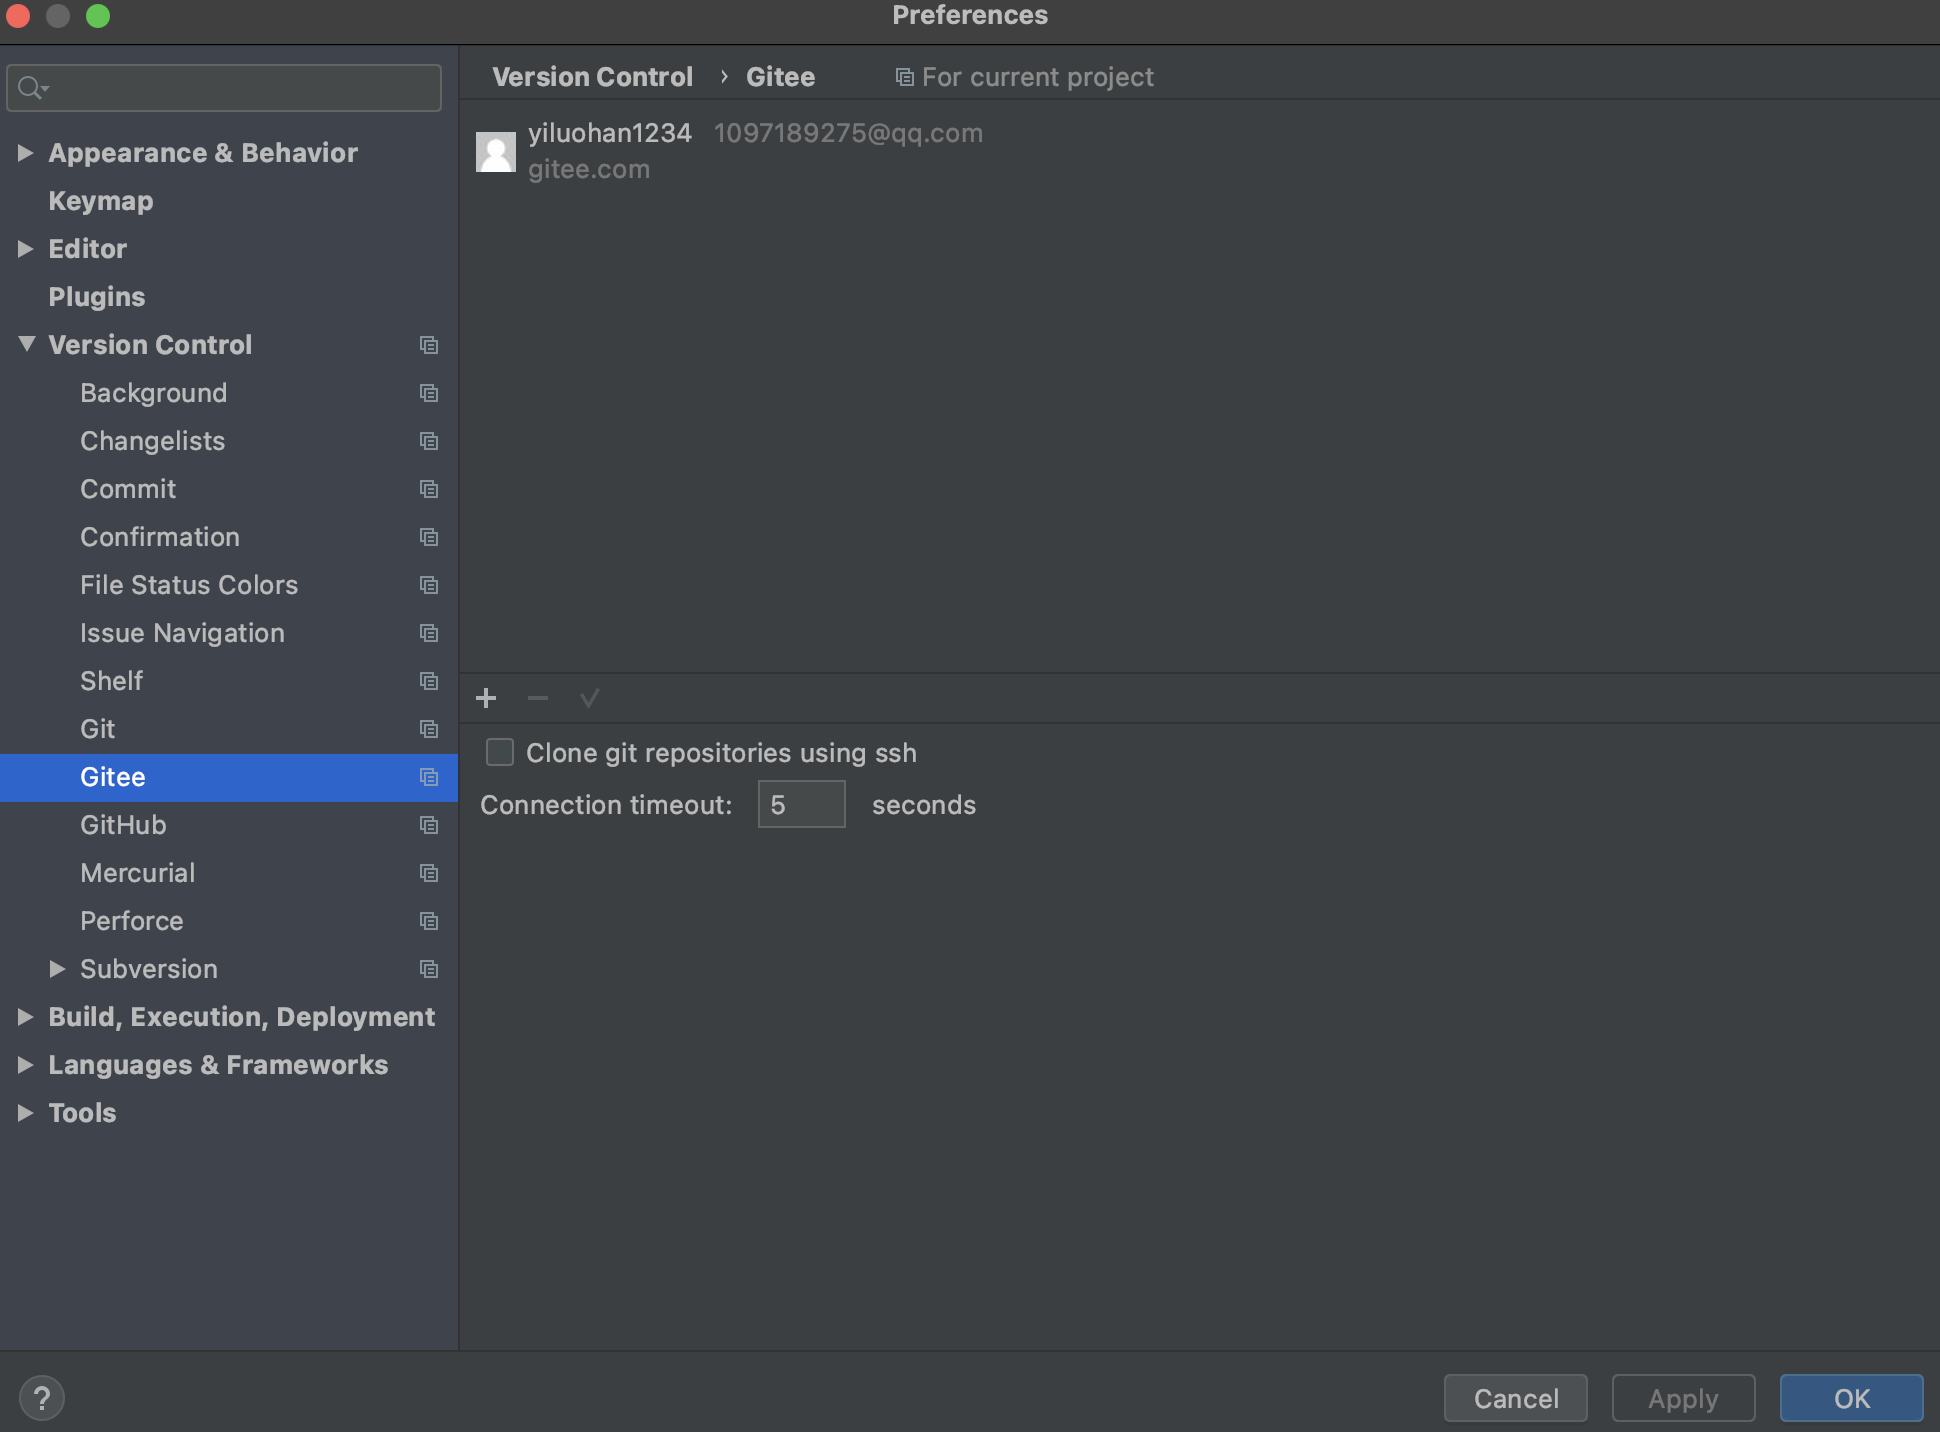 Preferences
Version Control › Gitee For current project
Appearance & Behavior
Keymap
Editor
Plugins
Version Control
Background
Changelists
Commit
Confirmation
File Status Colors
Issue Navigation
Shelf
Git
Gitee
GitHub
Mercurial
Perforce
Subversion
Build, Execution, Deployment
Languages & Frameworks
Tools
yiluohan1234 1097189275@qq.com
gitee.com
Clone git repositories using ssh
Connection timeout: 5 seconds
?
Cancel Apply OK